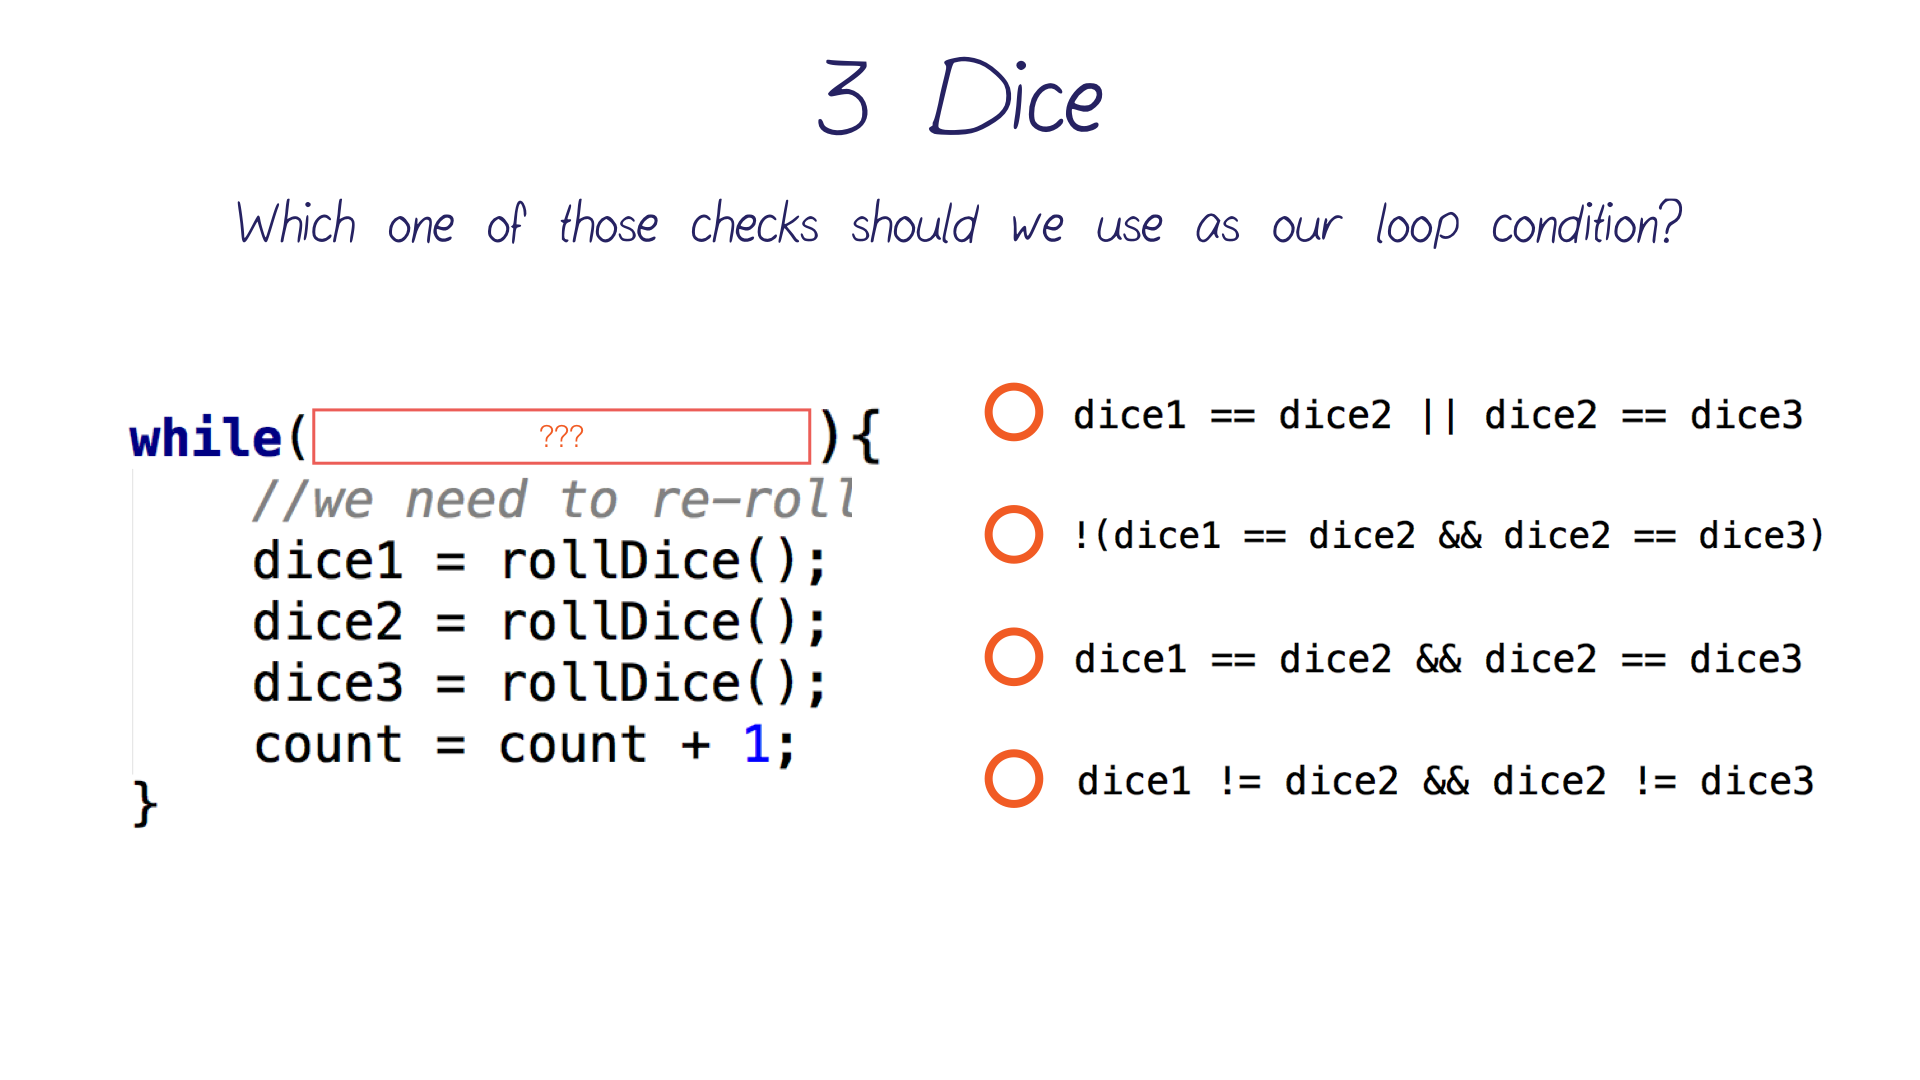 3 Dice
Which one of those checks should we use as our loop condition?
while(???){
//we need to re-roll
dice1 = rollDice();
dice2 = rollDice();
dice3 = rollDice();
count = count + 1;
}
dice1 == dice2 || dice2 == dice3
!(dice1 == dice2 && dice2 == dice3)
dice1 == dice2 && dice2 == dice3
dice1 != dice2 && dice2 != dice3